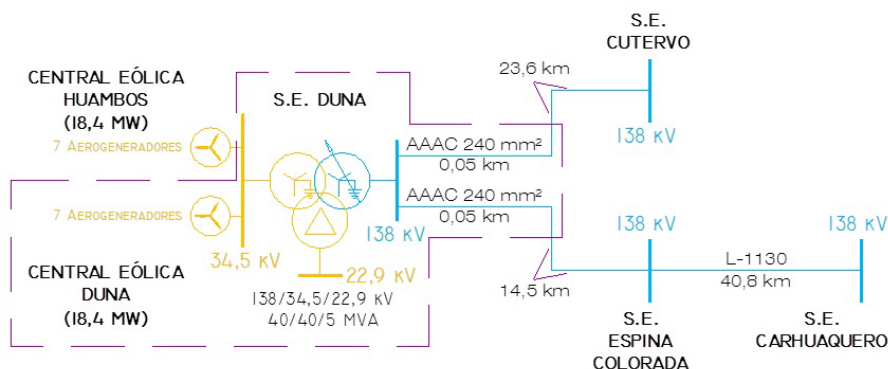 S.E.
CUTERVO
23,6 km
138 kV
CENTRAL EÓLICA
HUAMBOS
(18,4 MW)
7 AEROGENERADORES
S.E. DUNA
AAAC 240 mm²
0,05 km
AAAC 240 mm²
0,05 km
7 AEROGENERADORES
34,5 kV
138 kV
22,9 kV
138/34,5/22,9 kV
40/40/5 MVA
CENTRAL EÓLICA
DUNA
(18,4 MW)
14,5 km
138 kV
S.E.
ESPINA
COLORADA
L-1130
40,8 km
138 kV
S.E.
CARHUAQUERO